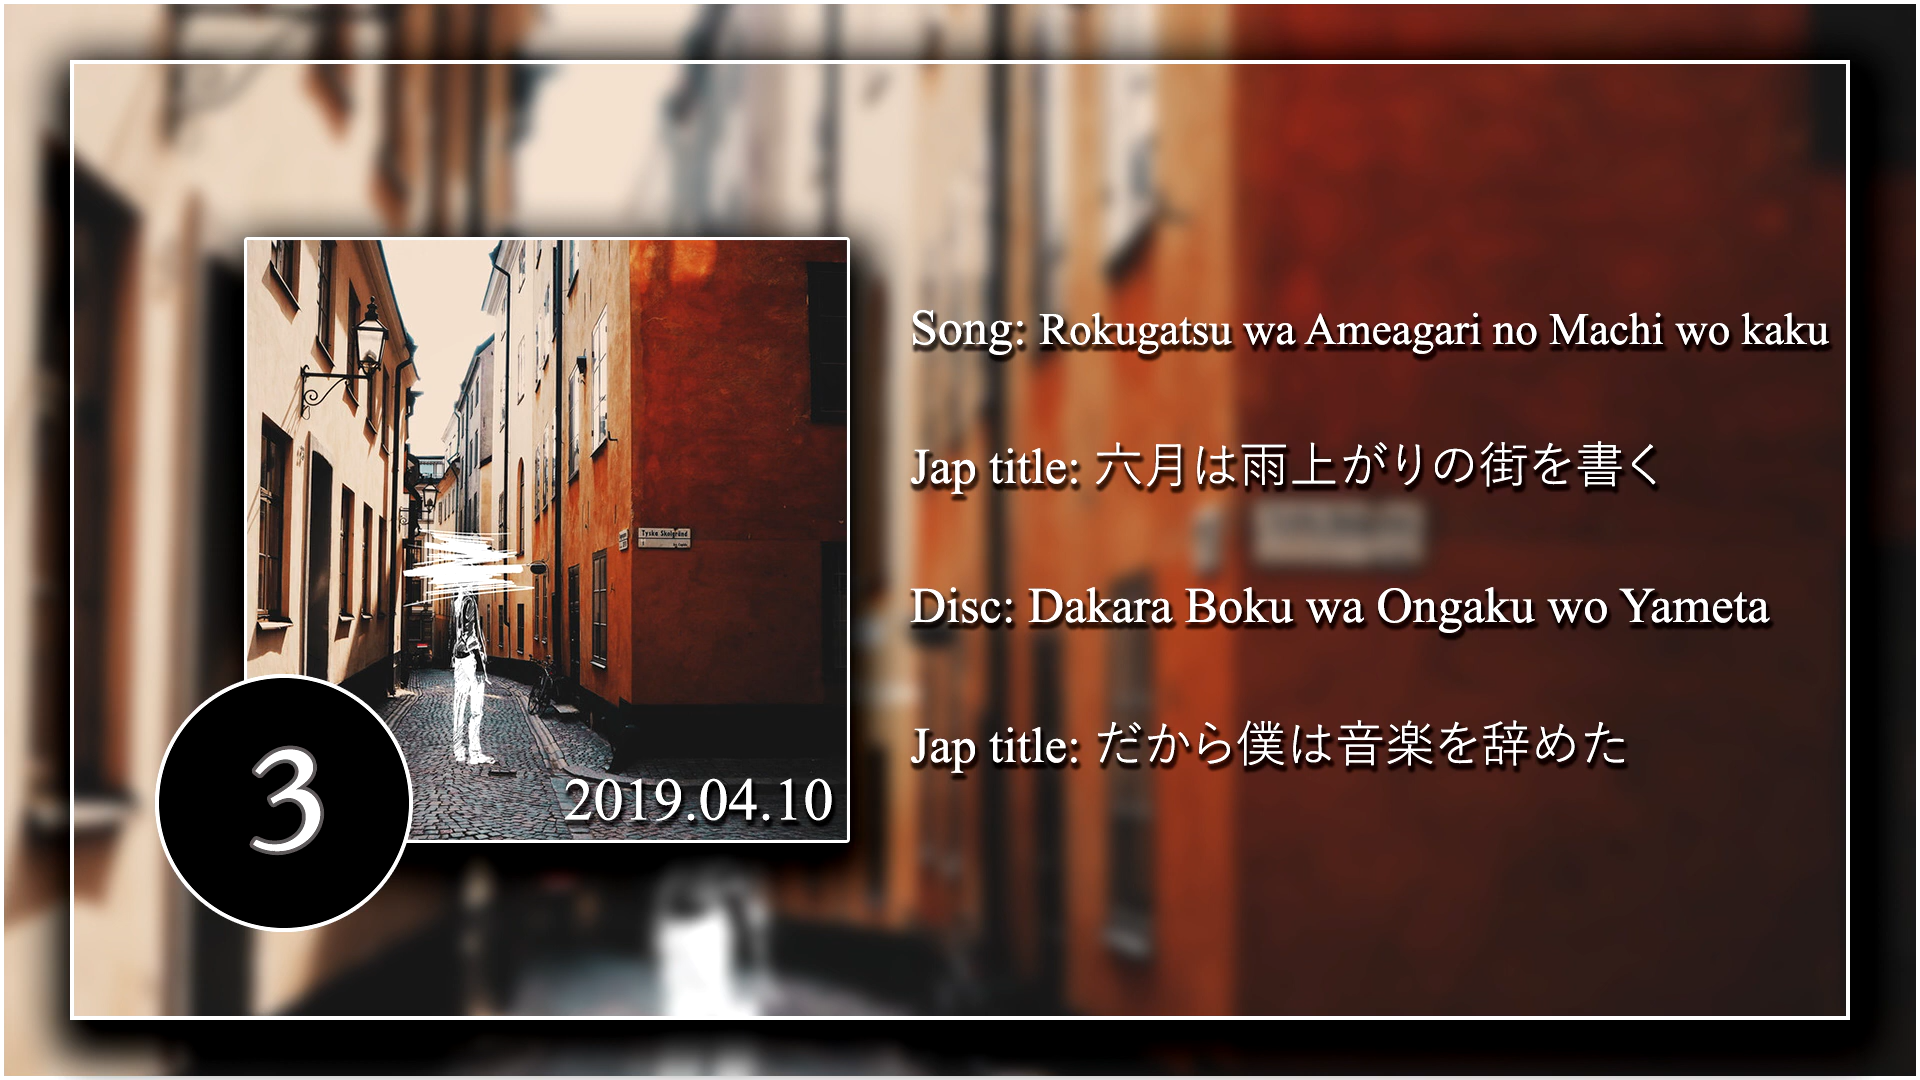 Song: Rokugatsu wa Ameagari no Machi wo kaku
Jap title: 六月は雨上がりの街を書く
Tyska Skolgränd
Disc: Dakara Boku wa Ongaku wo Yameta
Jap title: だから僕は音楽を辞めた
2019.04.10
3